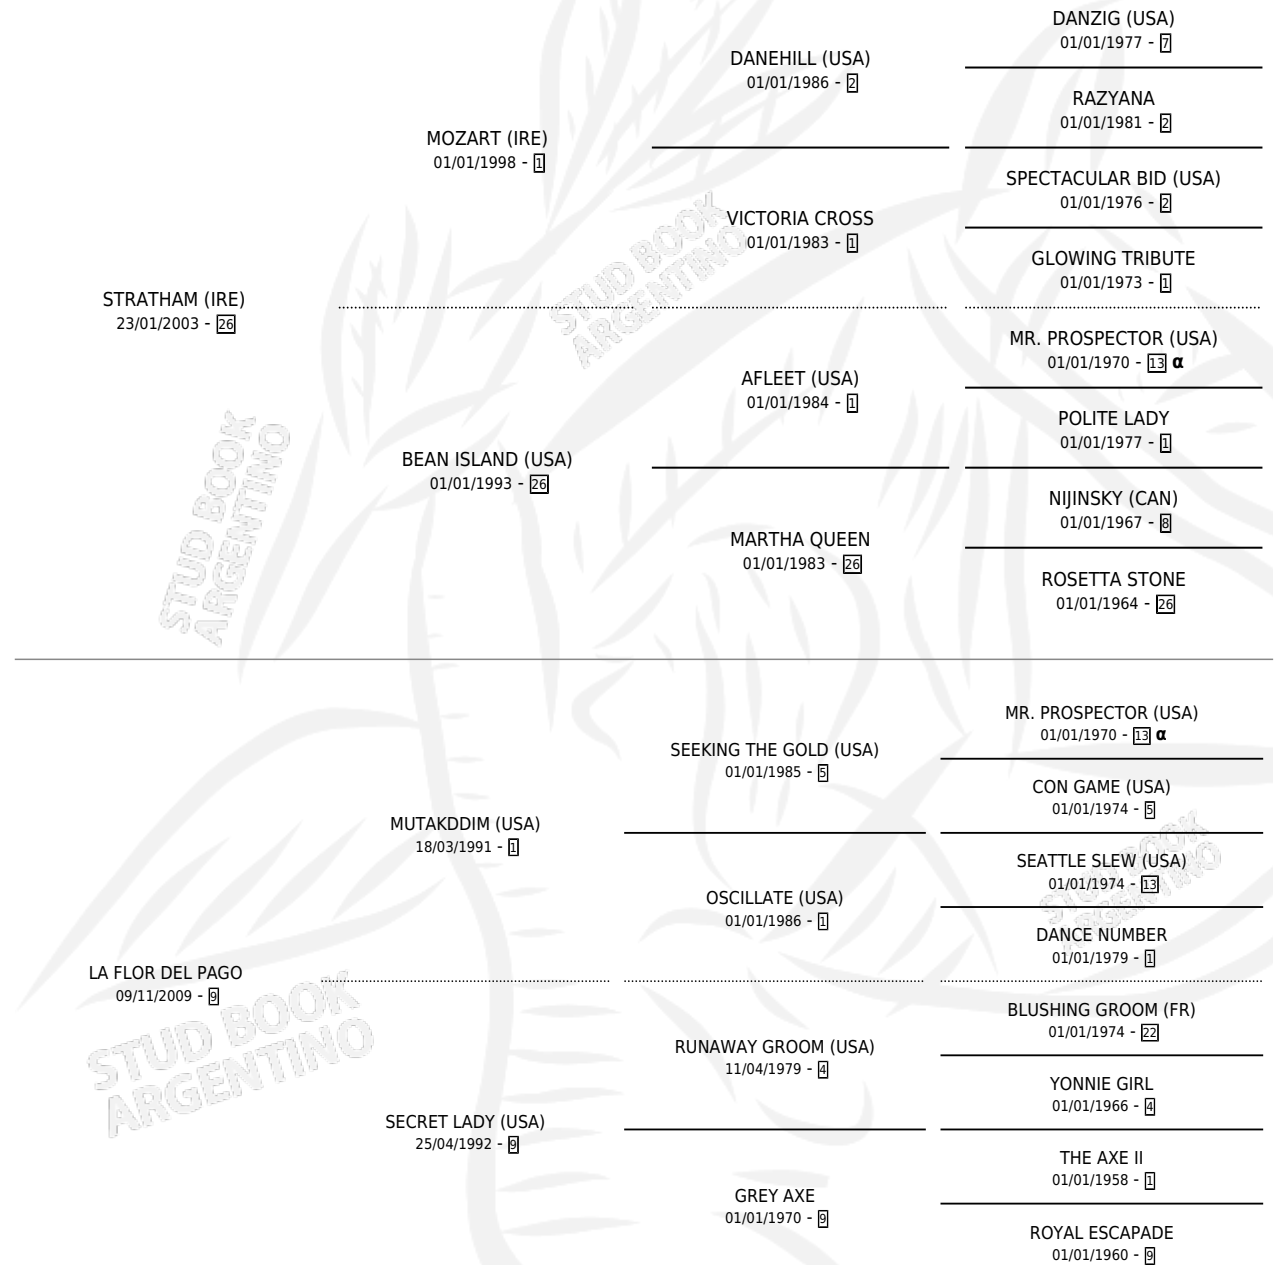 DANZIG (USA)
01/01/1977 - 7
DANEHILL (USA)
01/01/1986 - 2
RAZYANA
01/01/1981 - 2
MOZART (IRE)
01/01/1998 - 1
SPECTACULAR BID (USA)
01/01/1976 - 2
VICTORIA CROSS
01/01/1983 - 1
GLOWING TRIBUTE
01/01/1973 - 1
STRATHAM (IRE)
23/01/2003 - 26
MR. PROSPECTOR (USA)
01/01/1970 - 13 α
AFLEET (USA)
01/01/1984 - 1
POLITE LADY
01/01/1977 - 1
BEAN ISLAND (USA)
01/01/1993 - 26
NIJINSKY (CAN)
01/01/1967 - 8
MARTHA QUEEN
01/01/1983 - 26
ROSETTA STONE
01/01/1964 - 26
MR. PROSPECTOR (USA)
01/01/1970 - 13 α
SEEKING THE GOLD (USA)
01/01/1985 - 5
CON GAME (USA)
01/01/1974 - 5
MUTAKDDIM (USA)
18/03/1991 - 1
SEATTLE SLEW (USA)
01/01/1974 - 13
OSCILLATE (USA)
01/01/1986 - 1
DANCE NUMBER
01/01/1979 - 1
LA FLOR DEL PAGO
09/11/2009 - 9
BLUSHING GROOM (FR)
01/01/1974 - 22
RUNAWAY GROOM (USA)
11/04/1979 - 4
YONNIE GIRL
01/01/1966 - 4
SECRET LADY (USA)
25/04/1992 - 9
THE AXE II
01/01/1958 - 1
GREY AXE
01/01/1970 - 9
ROYAL ESCAPADE
01/01/1960 - 9
STUD BOOK
ARGENTINO
STUD BOOK
ARGENTINO
STUD BOOK
ARGENTINO
STUD BOOK
ARGENTINO